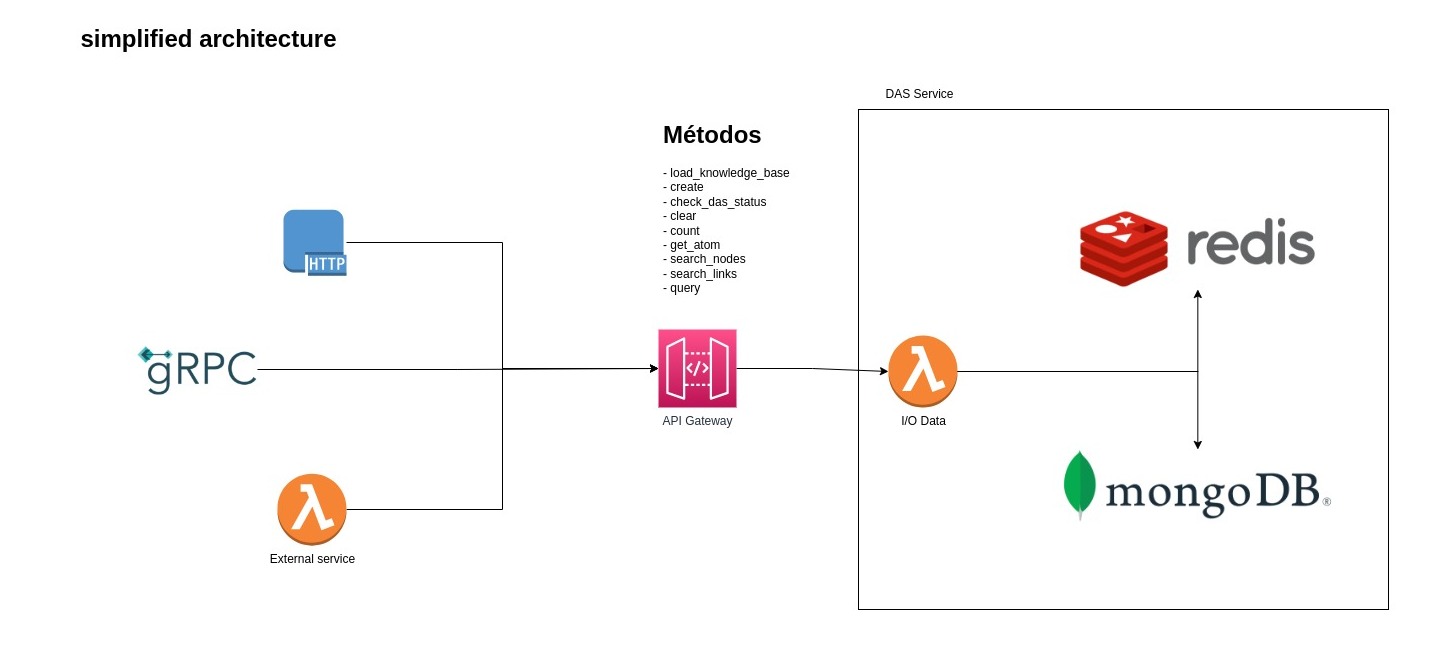 simplified architecture
DAS Service
Métodos
- load_knowledge_base
- create
- check_das_status
- clear
- count
- get_atom
- search_nodes
- search_links
- query
HTTP
redis
gRPC
</>
API Gateway
I/O Data
mongoDB®
λ
External service